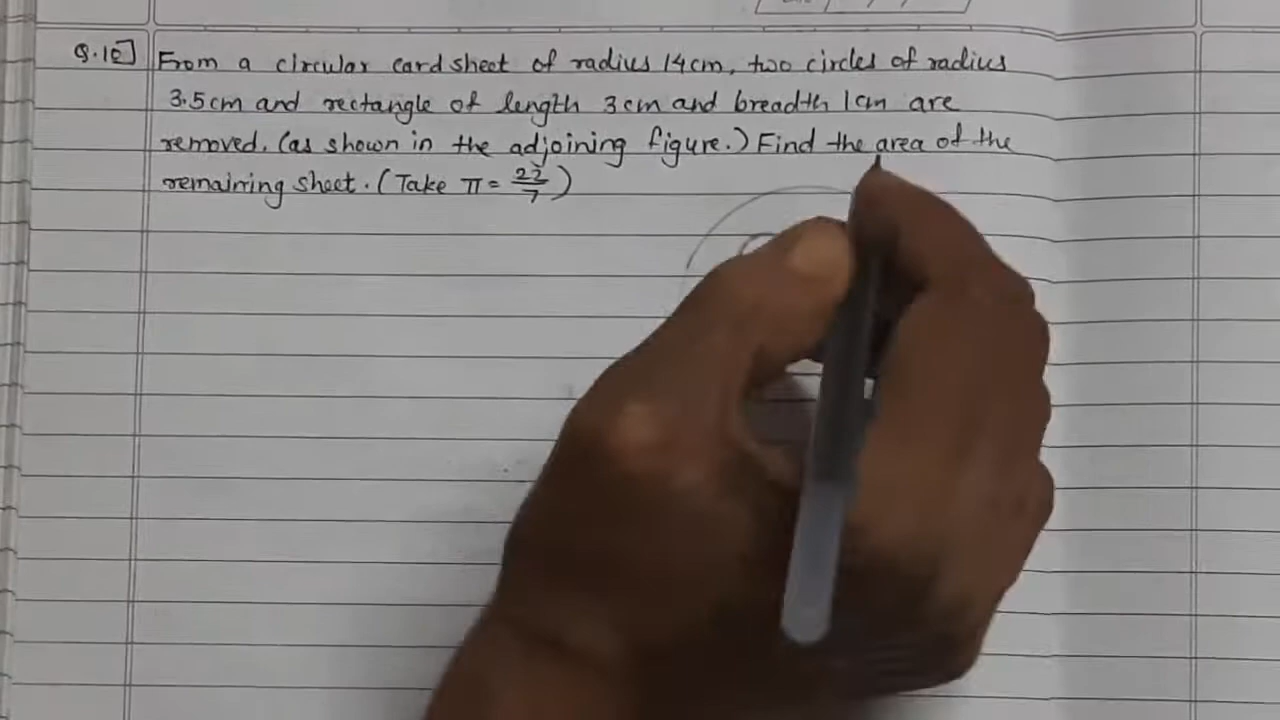 Q.10] From a circular card sheet of radius 14cm, two circles of radius
3.5cm and rectangle of length 3cm and breadth 1cm are
removed. (as shown in the adjoining figure.) Find the area of the
remaining sheet. (Take π = 22/7)